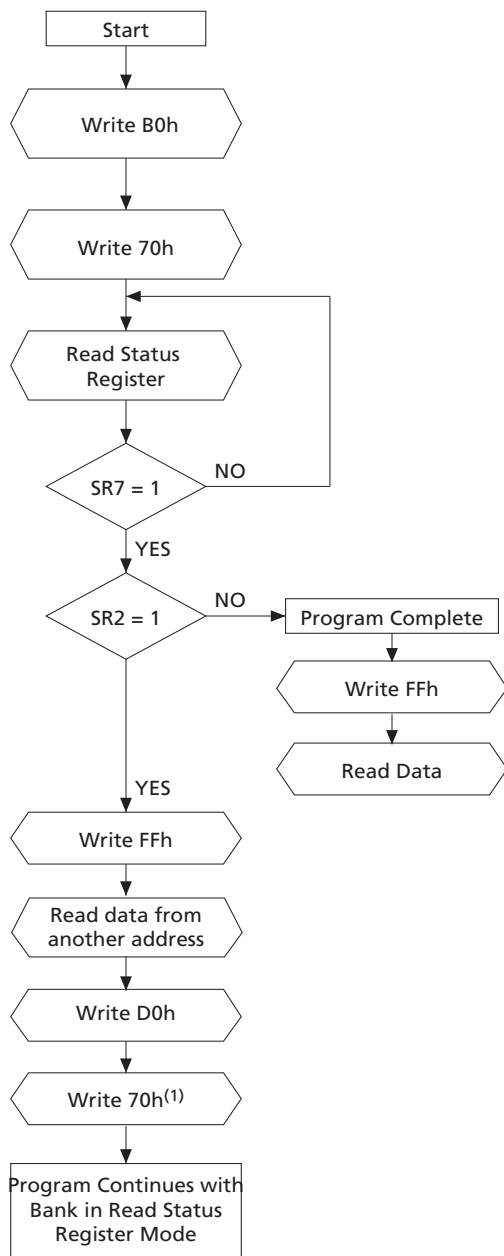 Start
Write B0h
Write 70h
Read Status
Register
SR7 = 1
NO
YES
SR2 = 1
NO
Program Complete
Write FFh
Read Data
YES
Write FFh
Read data from
another address
Write D0h
Write 70h(1)
Program Continues with
Bank in Read Status
Register Mode